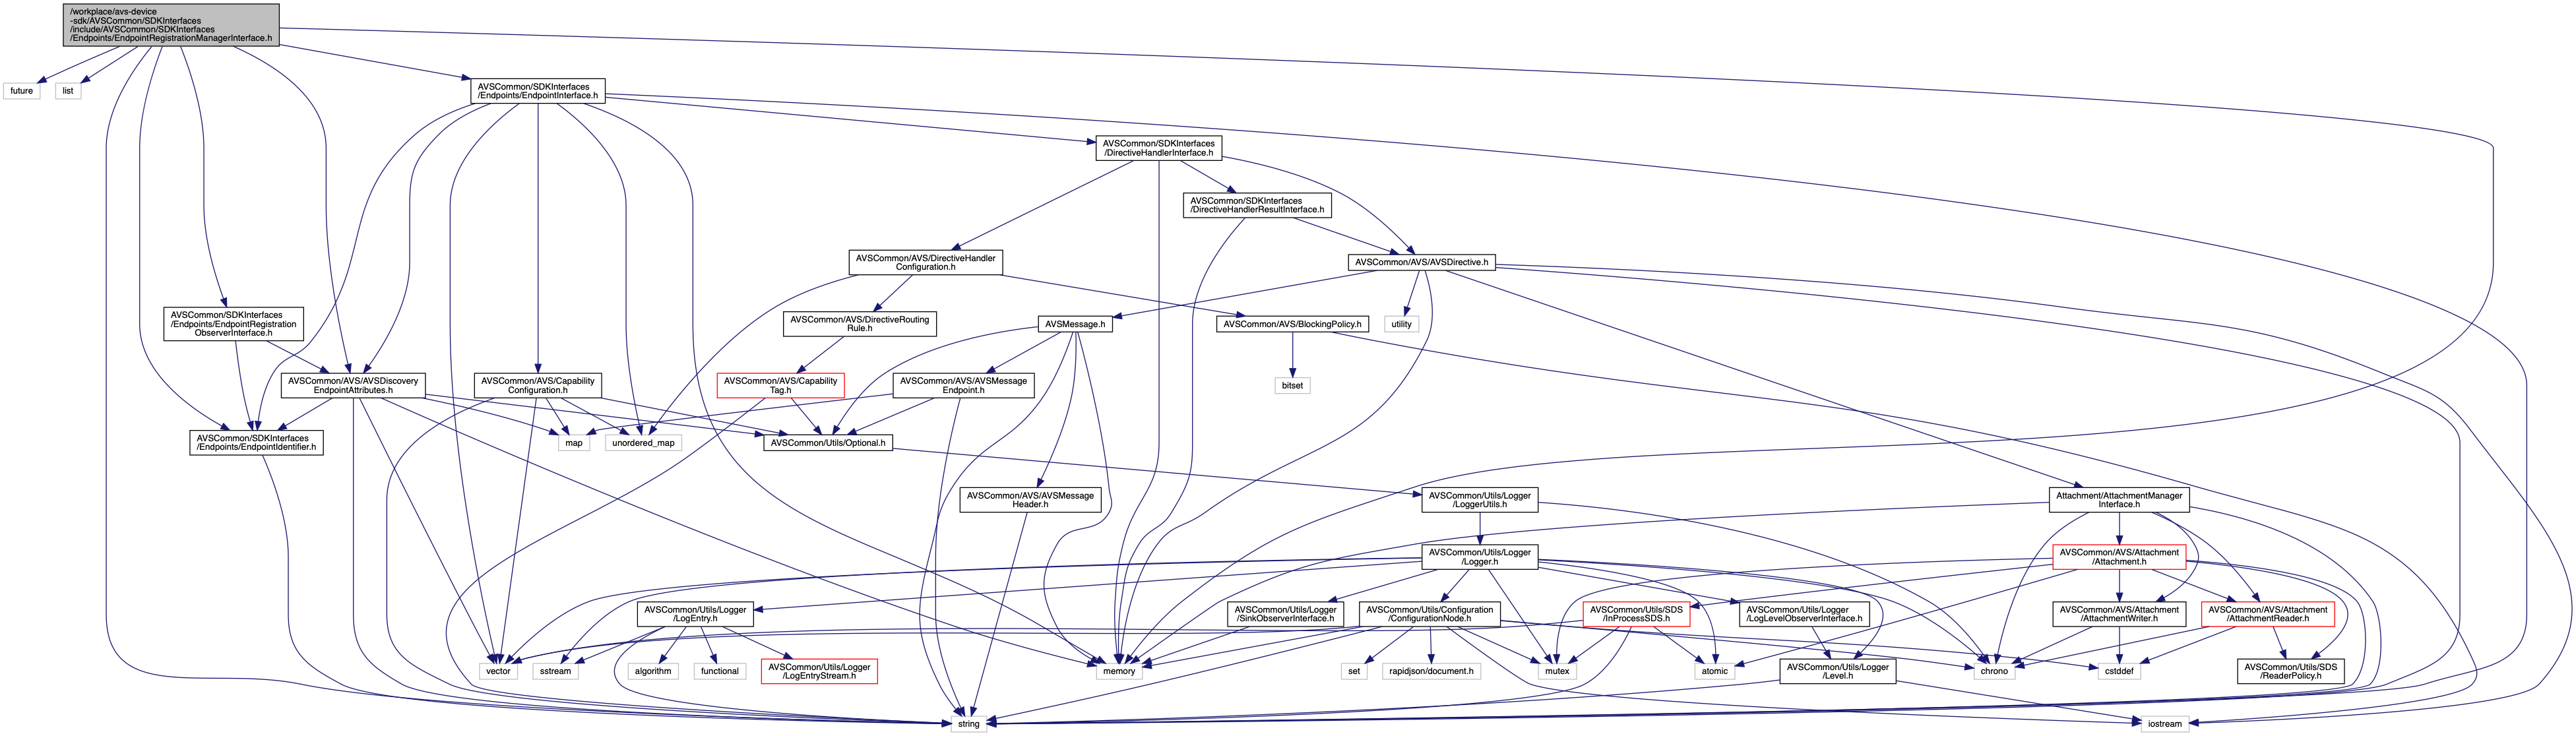 /workplace/avs-device
-sdk/AVSCommon/SDKInterfaces
/include/AVSCommon/SDKInterfaces
/Endpoints/EndpointRegistrationManagerInterface.h
future
list
AVSCommon/SDKInterfaces
/Endpoints/EndpointInterface.h
AVSCommon/SDKInterfaces
/DirectiveHandlerInterface.h
AVSCommon/SDKInterfaces
/DirectiveHandlerResultInterface.h
AVSCommon/AVS/DirectiveHandler
Configuration.h
AVSCommon/AVS/AVSDirective.h
AVSCommon/SDKInterfaces
/Endpoints/EndpointRegistration
ObserverInterface.h
AVSCommon/AVS/DirectiveRouting
Rule.h
AVSMessage.h
AVSCommon/AVS/BlockingPolicy.h
utility
AVSCommon/AVS/AVSDiscovery
EndpointAttributes.h
AVSCommon/AVS/Capability
Configuration.h
AVSCommon/AVS/Capability
Tag.h
AVSCommon/AVS/AVSMessage
Endpoint.h
bitset
AVSCommon/SDKInterfaces
/Endpoints/EndpointIdentifier.h
map
unordered_map
AVSCommon/Utils/Optional.h
AVSCommon/AVS/AVSMessage
Header.h
AVSCommon/Utils/Logger
/LoggerUtils.h
Attachment/AttachmentManager
Interface.h
AVSCommon/Utils/Logger
/Logger.h
AVSCommon/AVS/Attachment
/Attachment.h
AVSCommon/Utils/Logger
/LogEntry.h
AVSCommon/Utils/Logger
/SinkObserverInterface.h
AVSCommon/Utils/Configuration
/ConfigurationNode.h
AVSCommon/Utils/SDS
/InProcessSDS.h
AVSCommon/Utils/Logger
/LogLevelObserverInterface.h
AVSCommon/AVS/Attachment
/AttachmentWriter.h
AVSCommon/AVS/Attachment
/AttachmentReader.h
vector
sstream
algorithm
functional
AVSCommon/Utils/Logger
/LogEntryStream.h
memory
set
rapidjson/document.h
mutex
atomic
AVSCommon/Utils/Logger
/Level.h
chrono
cstddef
AVSCommon/Utils/SDS
/ReaderPolicy.h
string
iostream